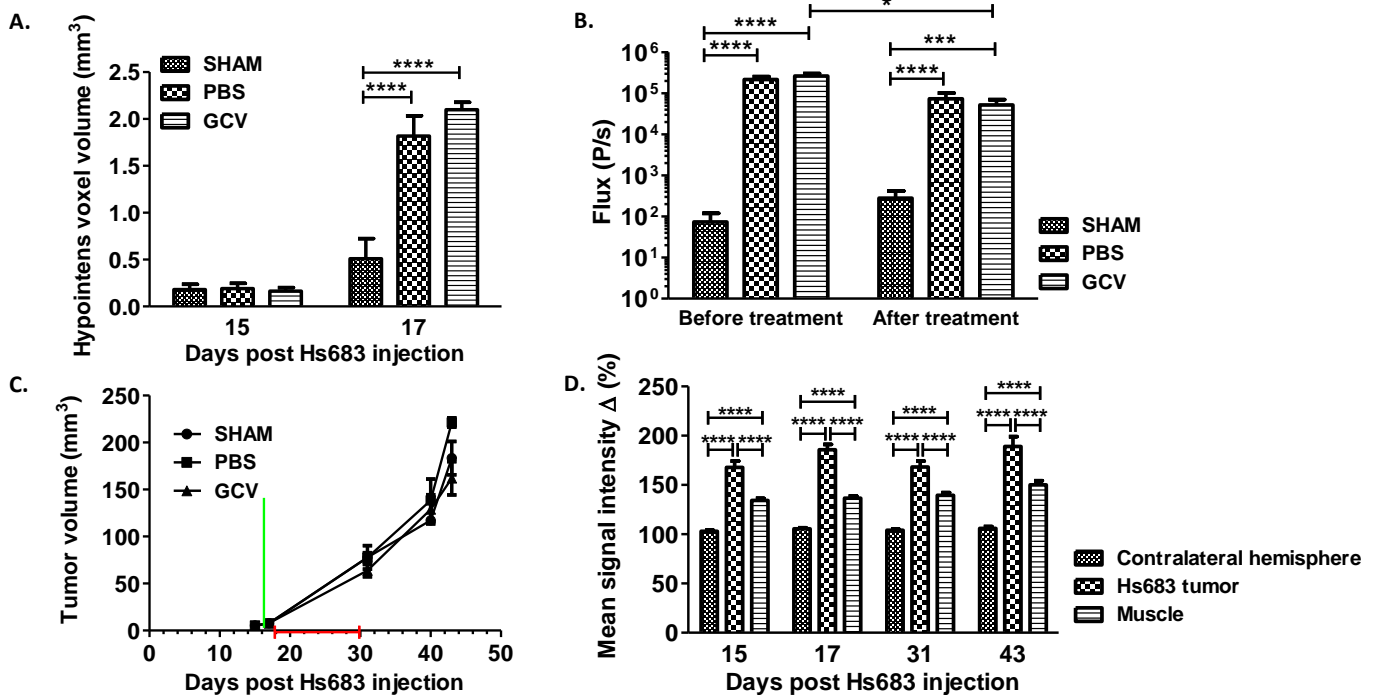 A.
Hypointens voxel volume (mm3)
2.5
2.0
1.5
1.0
0.5
0.0
SHAM
PBS
GCV
****
****
15
17
Days post Hs683 injection
B.
Flux (P/s)
10^6
10^5
10^4
10^3
10^2
10^1
10^0
*
****
****
***
****
Before treatment
After treatment
SHAM
PBS
GCV
C.
Tumor volume (mm3)
250
200
150
100
50
0
SHAM
PBS
GCV
0 10 20 30 40 50
Days post Hs683 injection
D.
Mean signal intensity Δ (%)
250
200
150
100
50
0
****
**** ****
****
**** ****
****
**** ****
****
**** ****
15 17 31 43
Days post Hs683 injection
Contralateral hemisphere
Hs683 tumor
Muscle